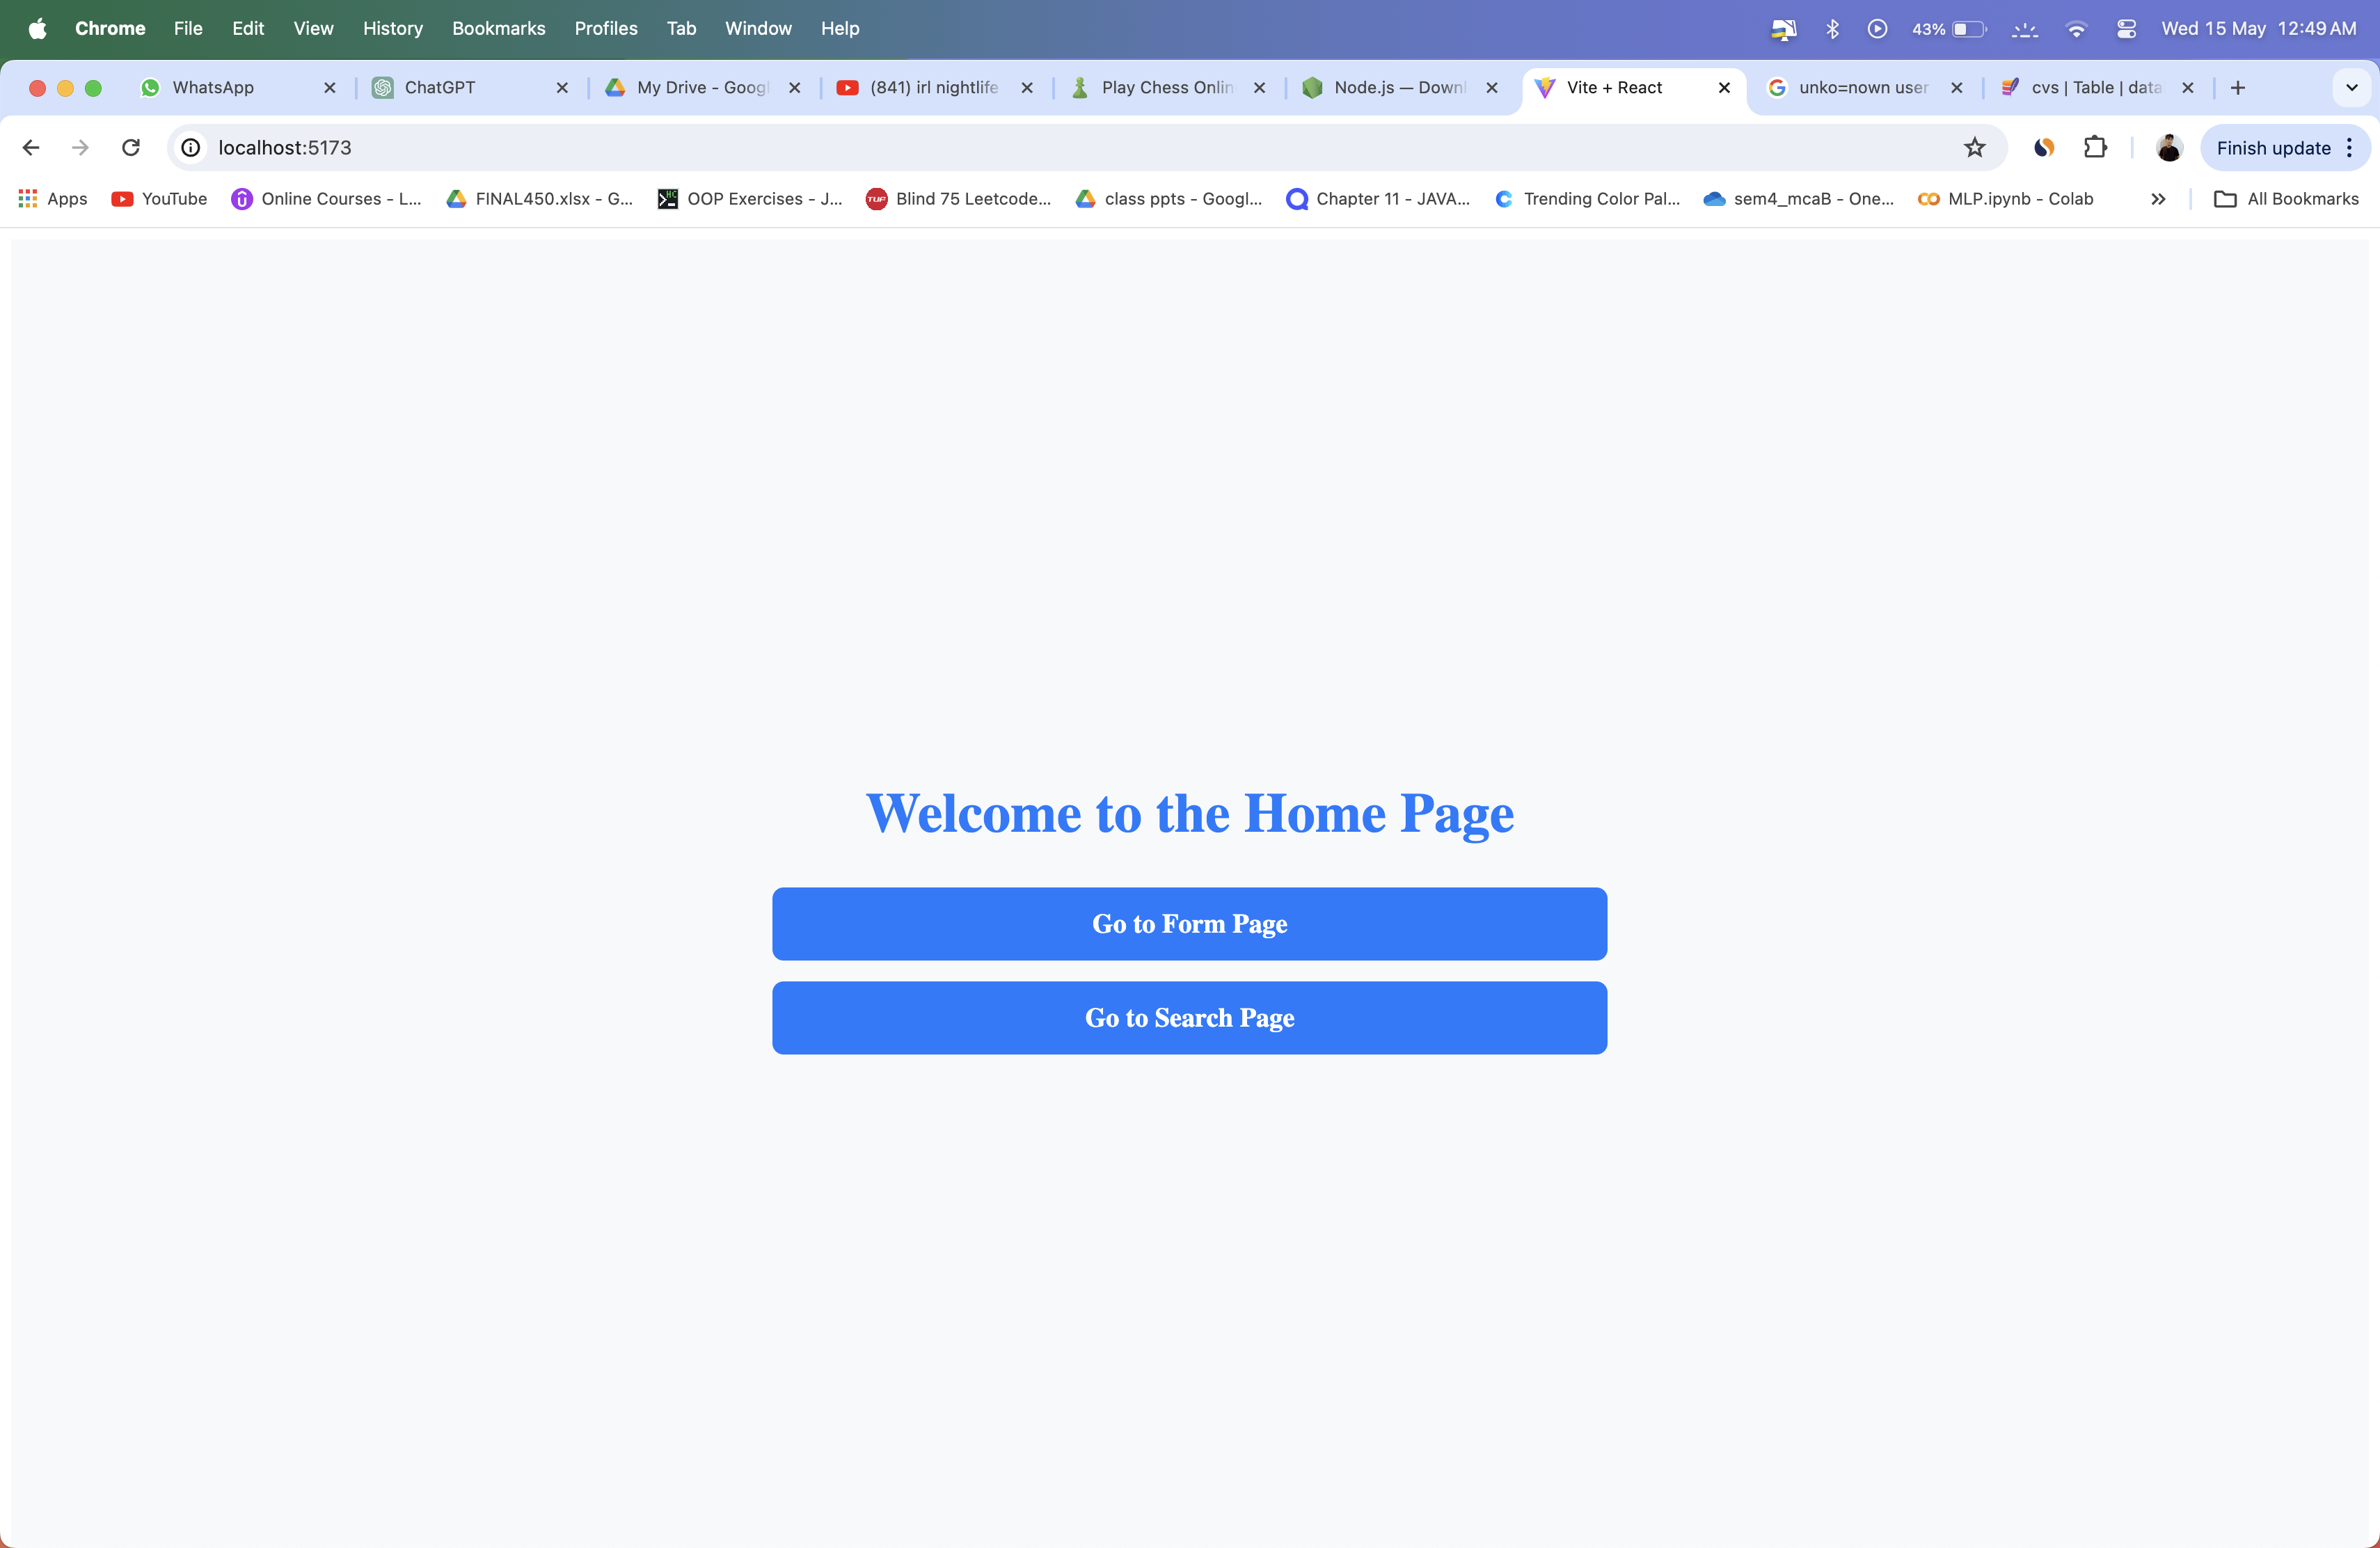 Chrome File Edit View History Bookmarks Profiles Tab Window Help 43% Wed 15 May 12:49 AM
WhatsApp ChatGPT My Drive - Googl (841) irl nightlife Play Chess Onlin Node.js — Downl Vite + React unko=nown user cvs | Table | data
localhost:5173 Finish update
Apps YouTube Online Courses - L... FINAL450.xlsx - G... OOP Exercises - J... TUF Blind 75 Leetcode... class ppts - Googl... Chapter 11 - JAVA... Trending Color Pal... sem4_mcaB - One... MLP.ipynb - Colab All Bookmarks
Welcome to the Home Page
Go to Form Page
Go to Search Page